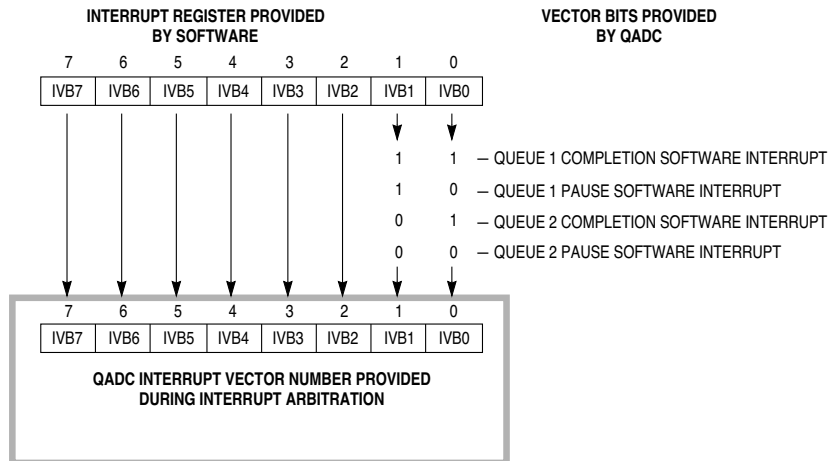 INTERRUPT REGISTER PROVIDED
BY SOFTWARE
VECTOR BITS PROVIDED
BY QADC
7 6 5 4 3 2 1 0
IVB7 IVB6 IVB5 IVB4 IVB3 IVB2 IVB1 IVB0
1 1 – QUEUE 1 COMPLETION SOFTWARE INTERRUPT
1 0 – QUEUE 1 PAUSE SOFTWARE INTERRUPT
0 1 – QUEUE 2 COMPLETION SOFTWARE INTERRUPT
0 0 – QUEUE 2 PAUSE SOFTWARE INTERRUPT
7 6 5 4 3 2 1 0
IVB7 IVB6 IVB5 IVB4 IVB3 IVB2 IVB1 IVB0
QADC INTERRUPT VECTOR NUMBER PROVIDED
DURING INTERRUPT ARBITRATION